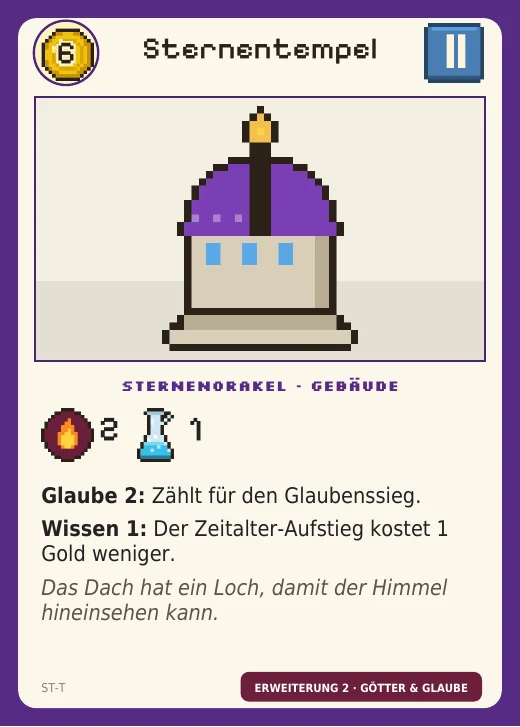 6
Sternentempel
II
STERNENORAKEL · GEBÄUDE
2 1
Glaube 2: Zählt für den Glaubenssieg.
Wissen 1: Der Zeitalter-Aufstieg kostet 1
Gold weniger.
Das Dach hat ein Loch, damit der Himmel
hineinsehen kann.
ST-T
ERWEITERUNG 2 · GÖTTER & GLAUBE